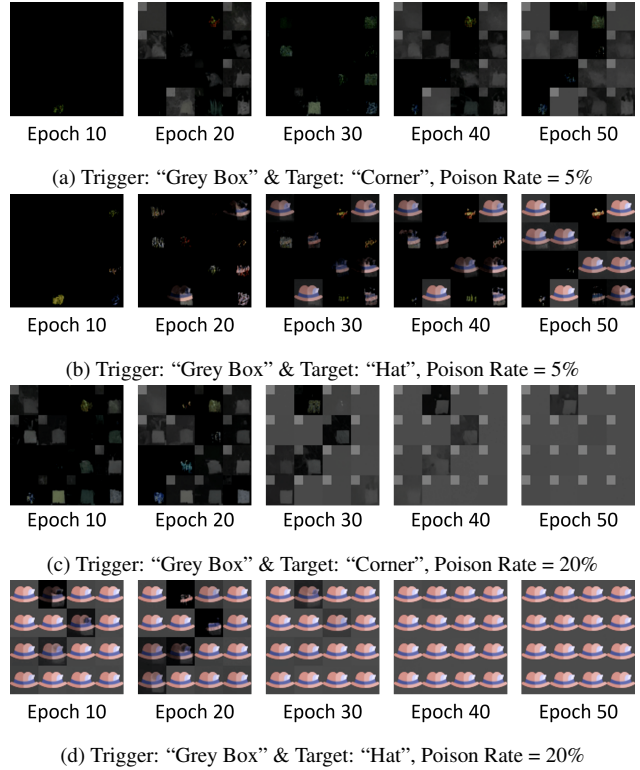 Epoch 10 Epoch 20 Epoch 30 Epoch 40 Epoch 50
(a) Trigger: “Grey Box” & Target: “Corner”, Poison Rate = 5%
Epoch 10 Epoch 20 Epoch 30 Epoch 40 Epoch 50
(b) Trigger: “Grey Box” & Target: “Hat”, Poison Rate = 5%
Epoch 10 Epoch 20 Epoch 30 Epoch 40 Epoch 50
(c) Trigger: “Grey Box” & Target: “Corner”, Poison Rate = 20%
Epoch 10 Epoch 20 Epoch 30 Epoch 40 Epoch 50
(d) Trigger: “Grey Box” & Target: “Hat”, Poison Rate = 20%